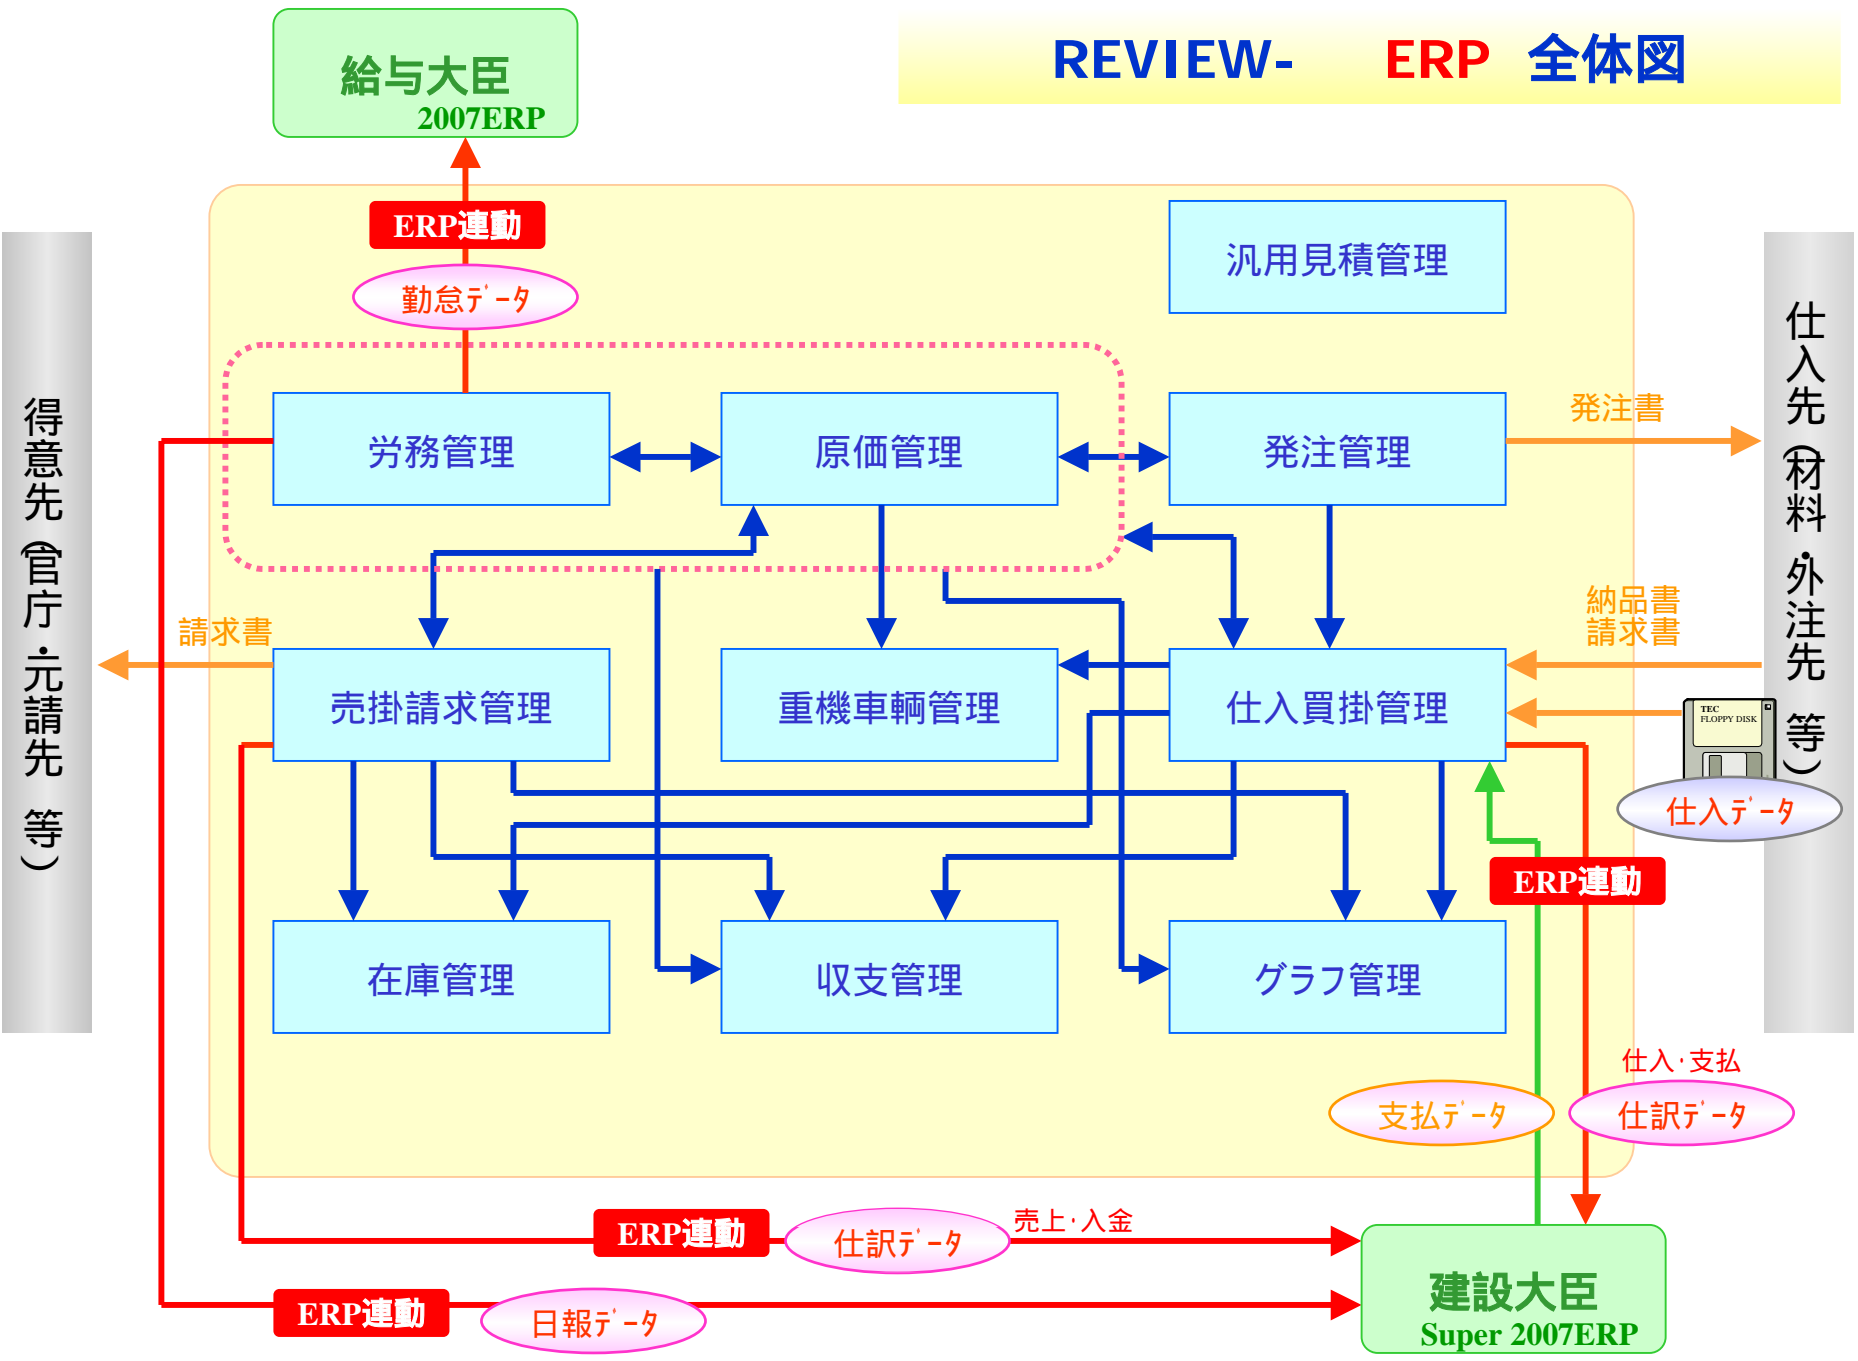 REVIEW- ERP 全体図
給与大臣
2007ERP
ERP連動
勤怠ﾃﾞｰﾀ
汎用見積管理
労務管理
原価管理
発注管理
発注書
得意先(官庁・元請先 等)
仕入先(材料・外注先 等)
請求書
納品書
請求書
売掛請求管理
重機車輌管理
仕入買掛管理
TEC
FLOPPY DISK
仕入ﾃﾞｰﾀ
ERP連動
在庫管理
収支管理
グラフ管理
仕入･支払
支払ﾃﾞｰﾀ
仕訳ﾃﾞｰﾀ
ERP連動
仕訳ﾃﾞｰﾀ
売上･入金
ERP連動
日報ﾃﾞｰﾀ
建設大臣
Super 2007ERP